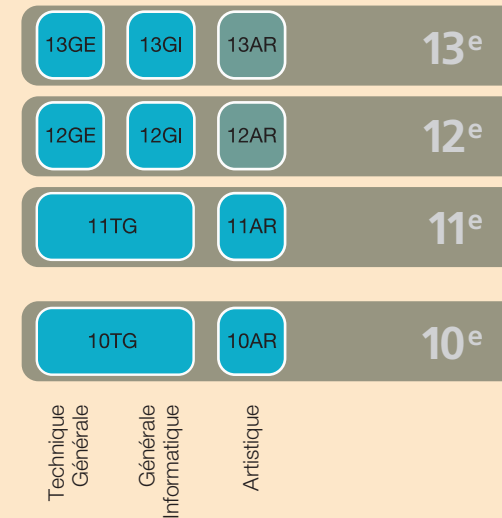 13GE 13GI 13AR 13e
12GE 12GI 12AR 12e
11TG 11AR 11e
10TG 10AR 10e
Technique
Générale
Générale
Informatique
Artistique